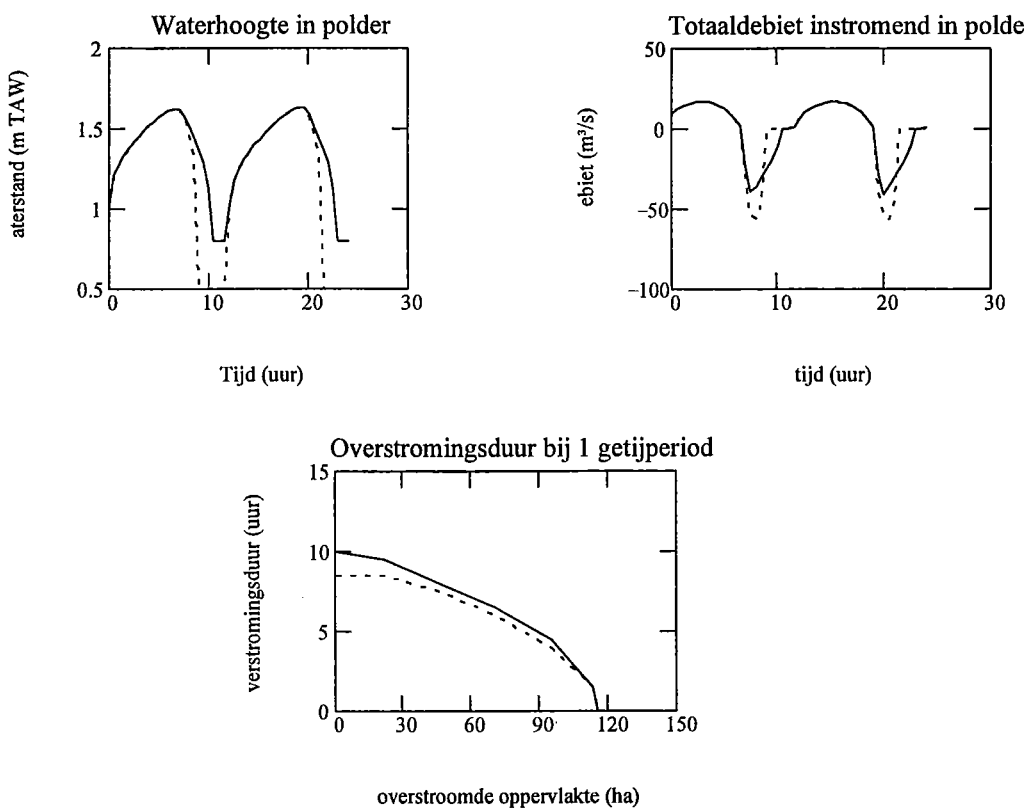 Waterhoogte in polder
aterstand (m TAW)
2
1.5
1
0.5
0
10
20
30
Tijd (uur)
Totaaldebiet instromend in polde
ebiet (m³/s)
50
0
−50
−100
0
10
20
30
tijd (uur)
Overstromingsduur bij 1 getijperiod
verstromingsduur (uur)
15
10
5
0
0
30
60
90
120
150
overstroomde oppervlakte (ha)